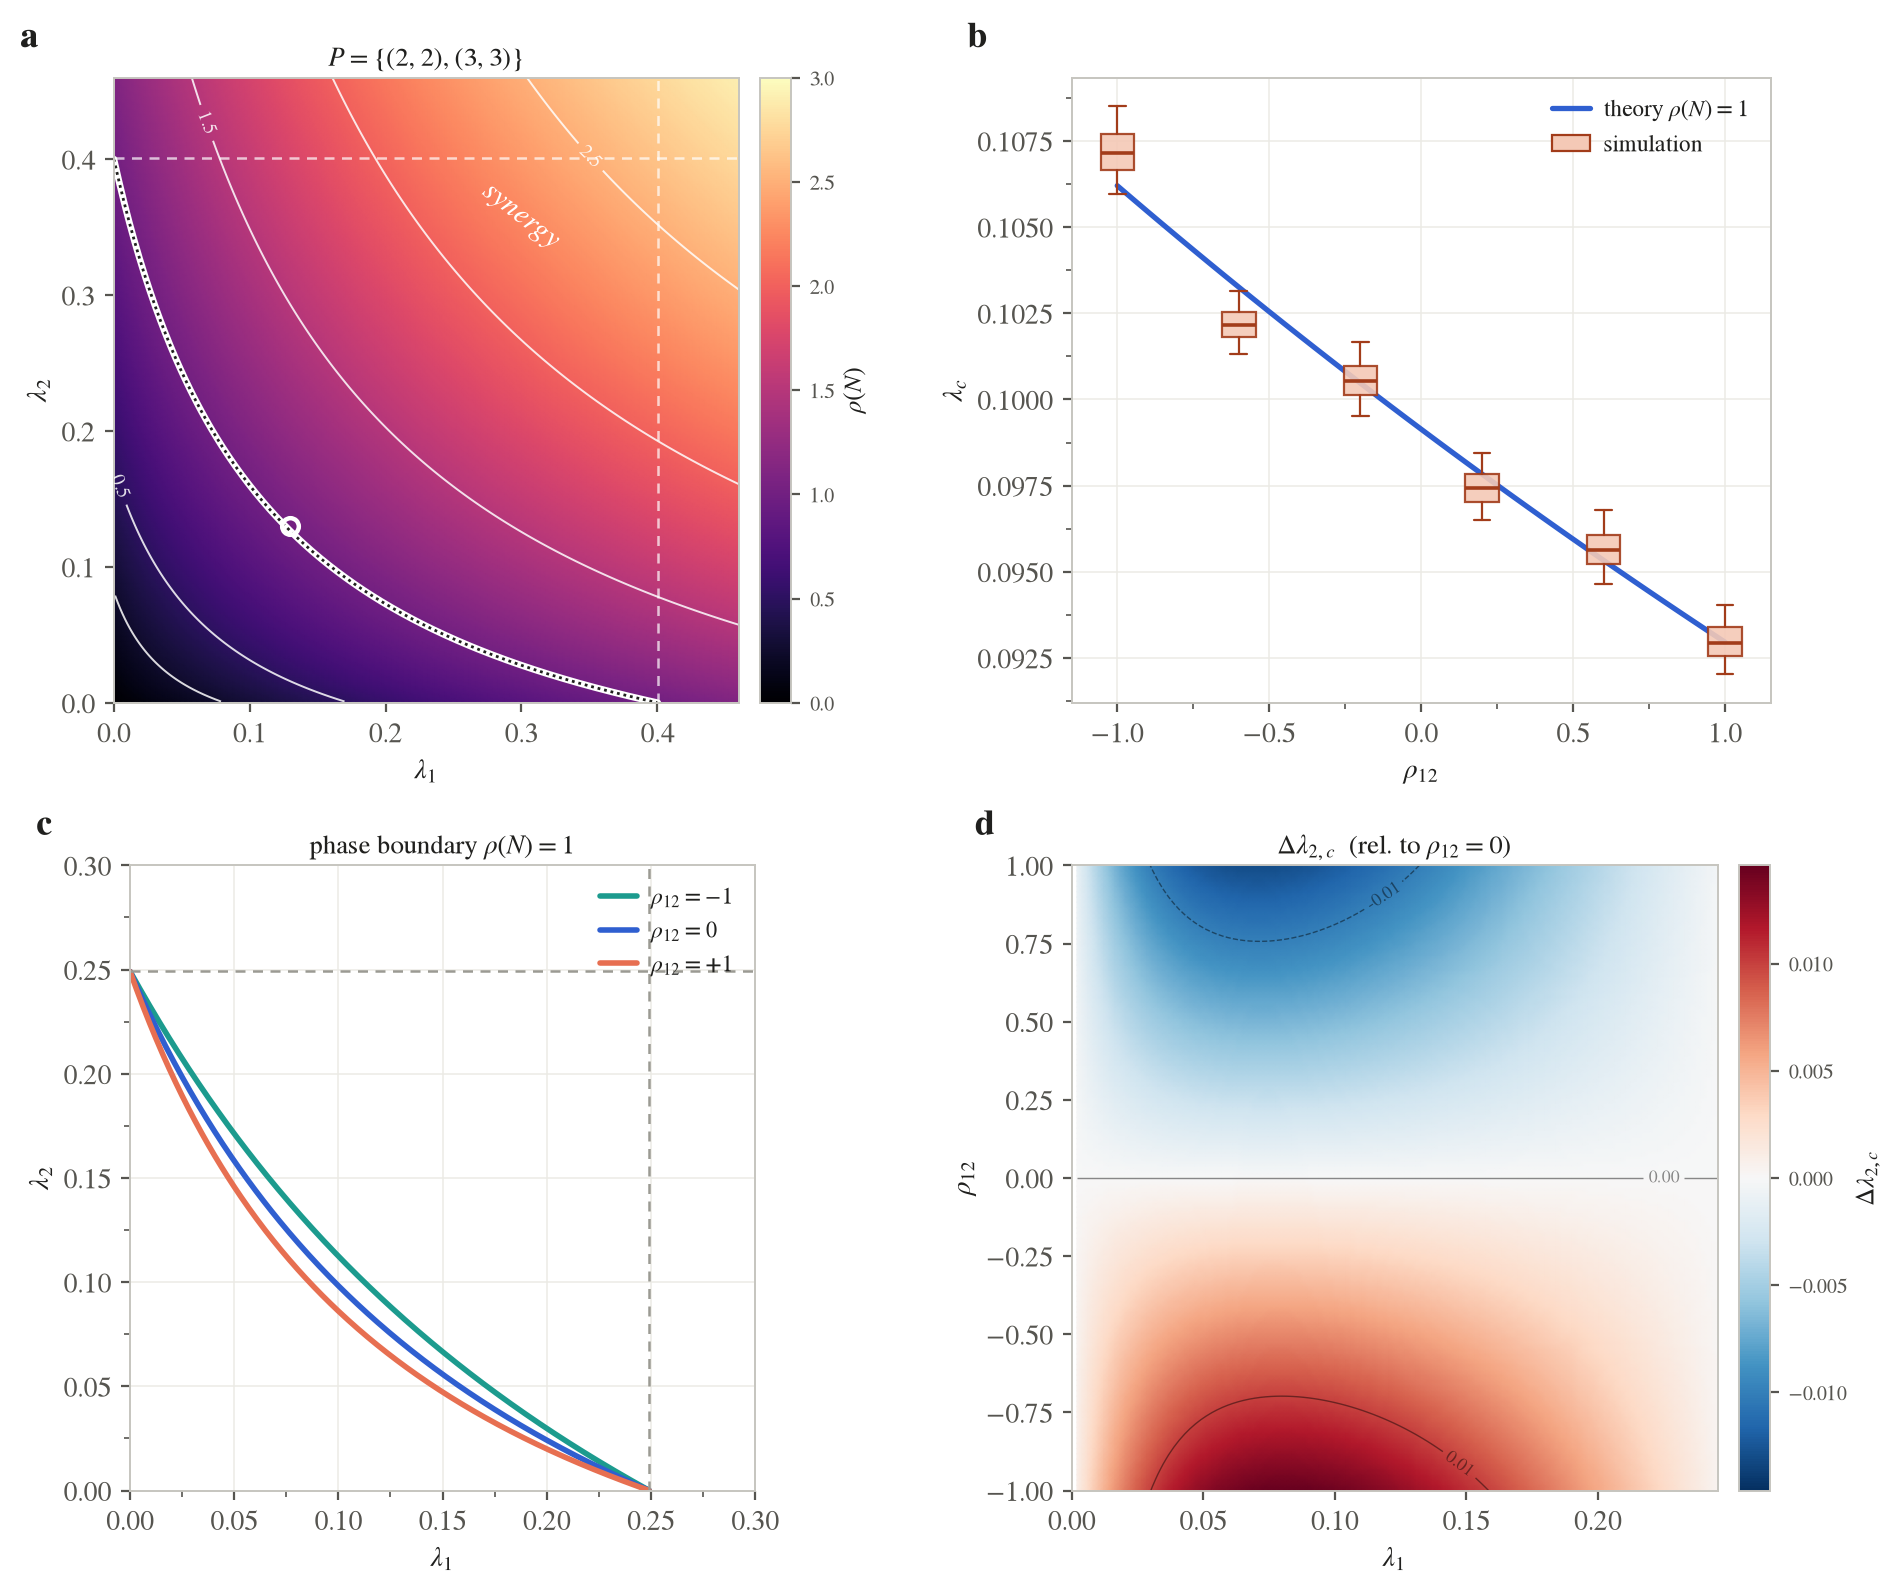 a
P = {(2, 2), (3, 3)}
1.5
2.5
synergy
0.5
0.4
0.3
0.2
0.1
0.0
λ₂
0.0 0.1 0.2 0.3 0.4
λ₁
3.0
2.5
2.0
1.5
1.0
0.5
0.0
ρ(N)
b
theory ρ(N) = 1
simulation
0.1075
0.1050
0.1025
0.1000
0.0975
0.0950
0.0925
λc
−1.0 −0.5 0.0 0.5 1.0
ρ₁₂
c
phase boundary ρ(N) = 1
ρ₁₂ = −1
ρ₁₂ = 0
ρ₁₂ = +1
0.30
0.25
0.20
0.15
0.10
0.05
0.00
λ₂
0.00 0.05 0.10 0.15 0.20 0.25 0.30
λ₁
d
Δλ₂,c (rel. to ρ₁₂ = 0)
-0.01
0.00
0.01
1.00
0.75
0.50
0.25
0.00
−0.25
−0.50
−0.75
−1.00
ρ₁₂
0.00 0.05 0.10 0.15 0.20
λ₁
0.010
0.005
0.000
−0.005
−0.010
Δλ₂,c